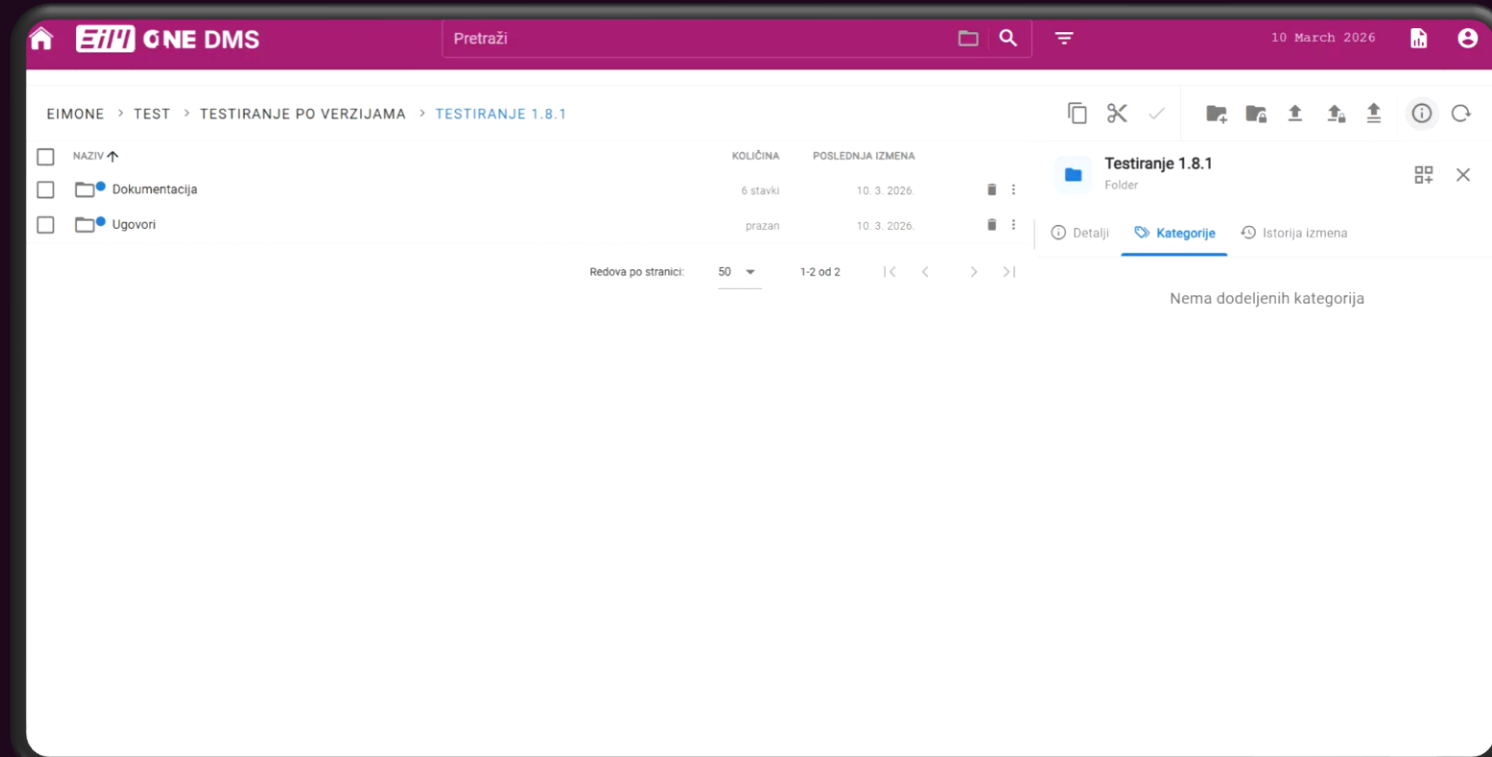 EiM ONE DMS
Pretraži
10 March 2026
EIMONE > TEST > TESTIRANJE PO VERZIJAMA > TESTIRANJE 1.8.1
NAZIV KOLIČINA POSLEDNJA IZMENA
Dokumentacija 6 stavki 10. 3. 2026.
Ugovori prazan 10. 3. 2026.
Redova po stranici: 50 1-2 od 2
Testiranje 1.8.1
Folder
Detalji Kategorije Istorija izmena
Nema dodeljenih kategorija